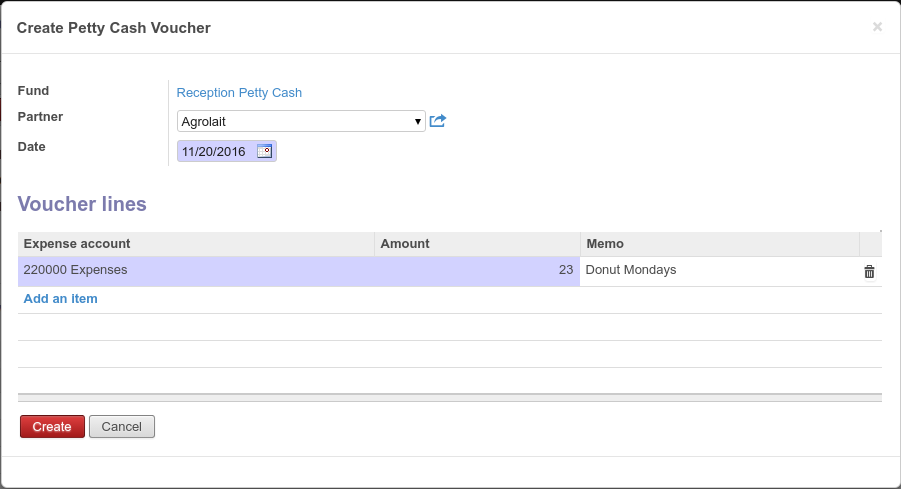 Create Petty Cash Voucher ×
Fund Reception Petty Cash
Partner Agrolait
Date 11/20/2016
Voucher lines
Expense account Amount Memo
220000 Expenses 23 Donut Mondays
Add an item
Create Cancel